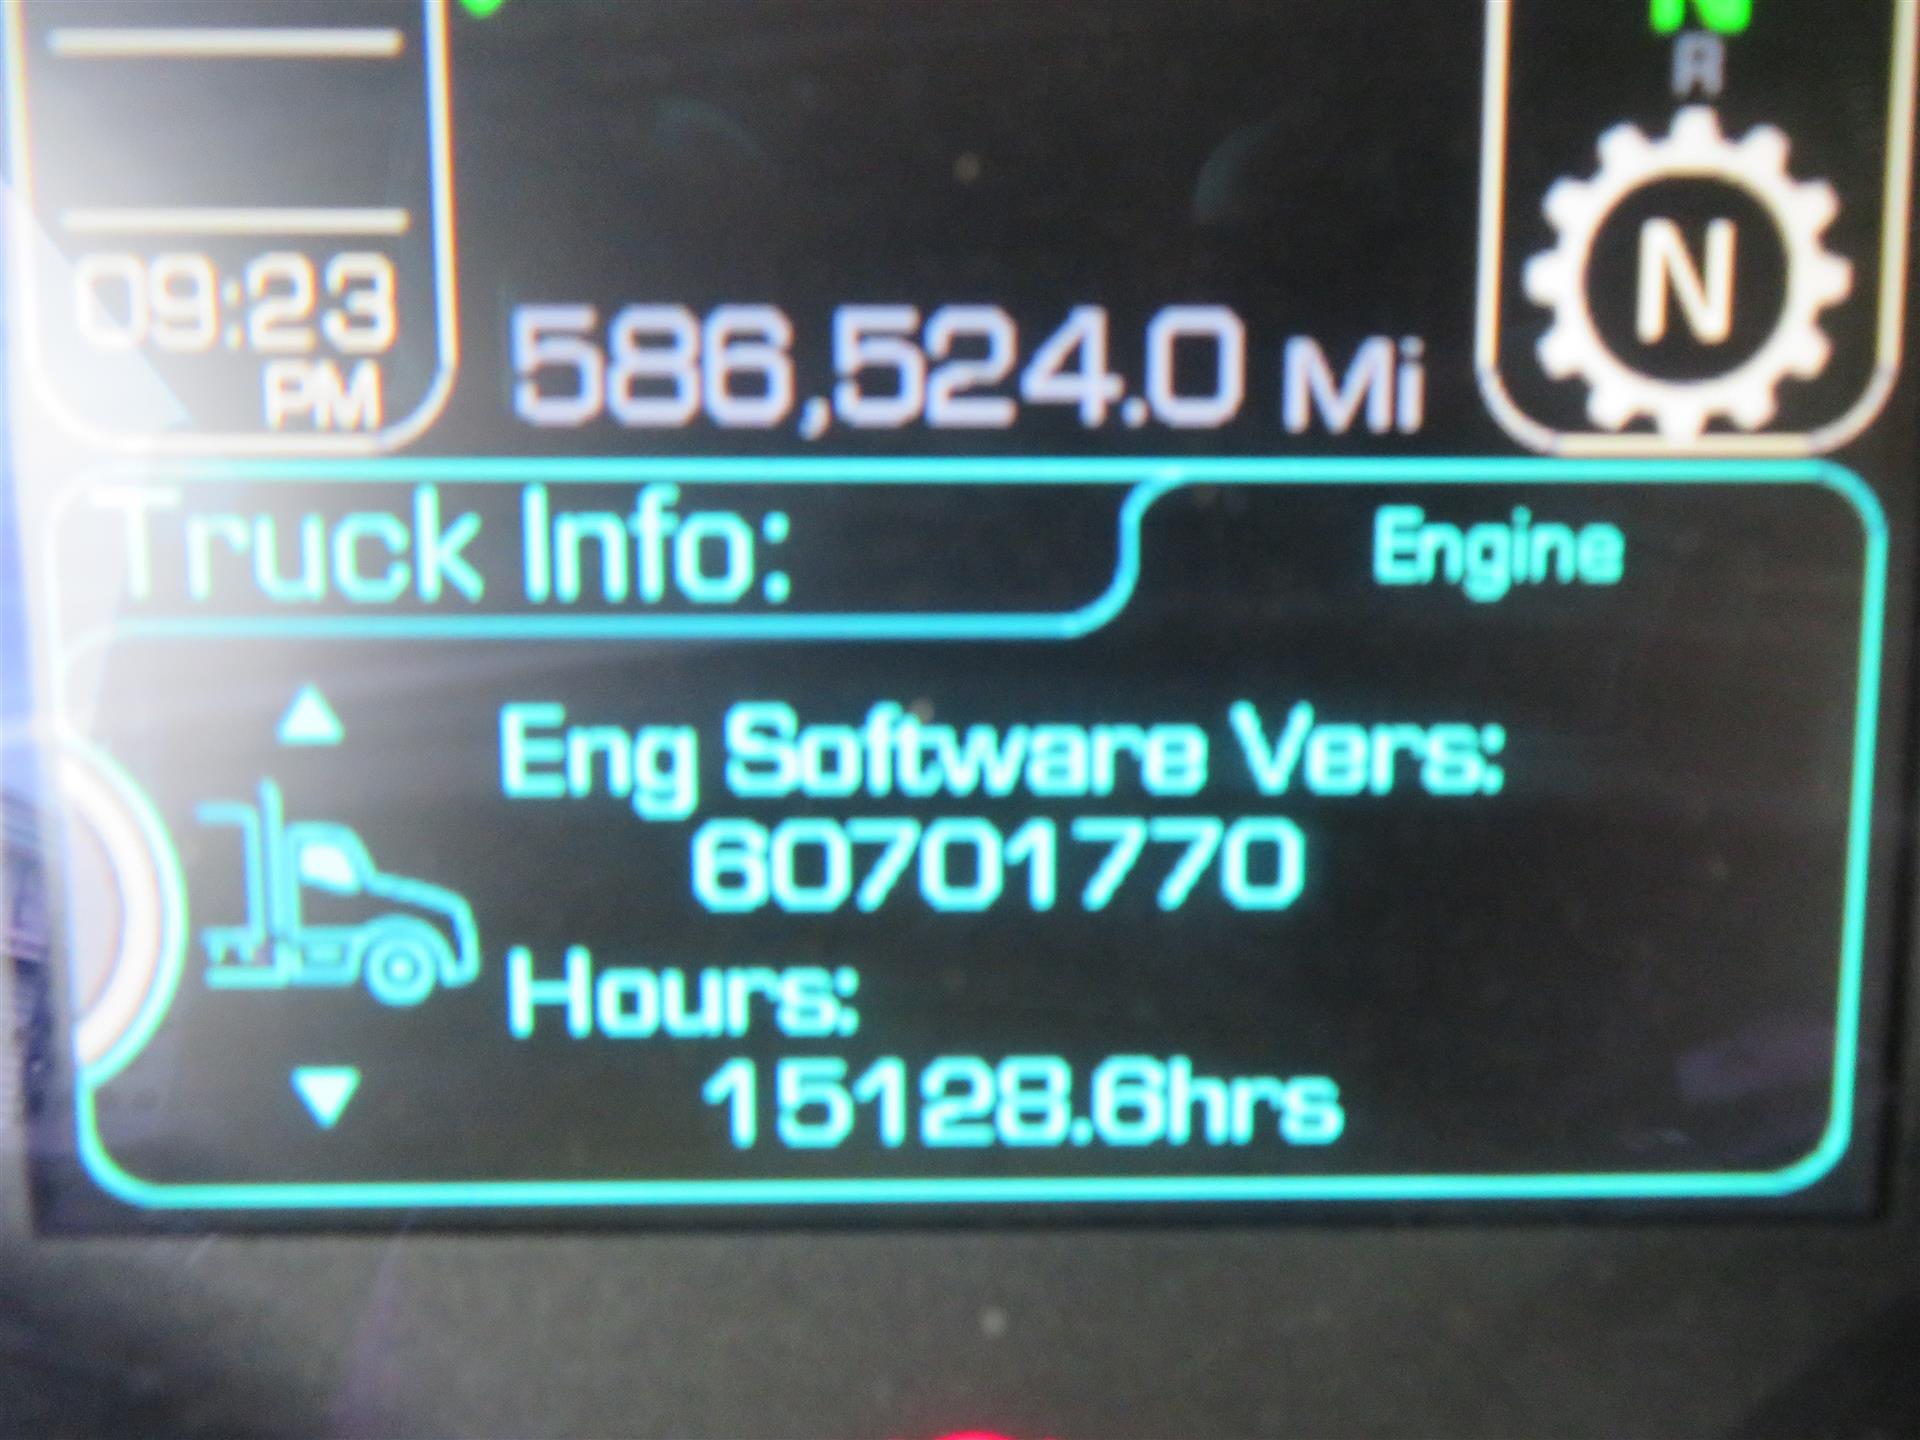 N
R
N
09:23
PM
586,524.0 Mi
Truck Info:
Engine
Eng Software Vers:
60701770
Hours:
15128.6hrs